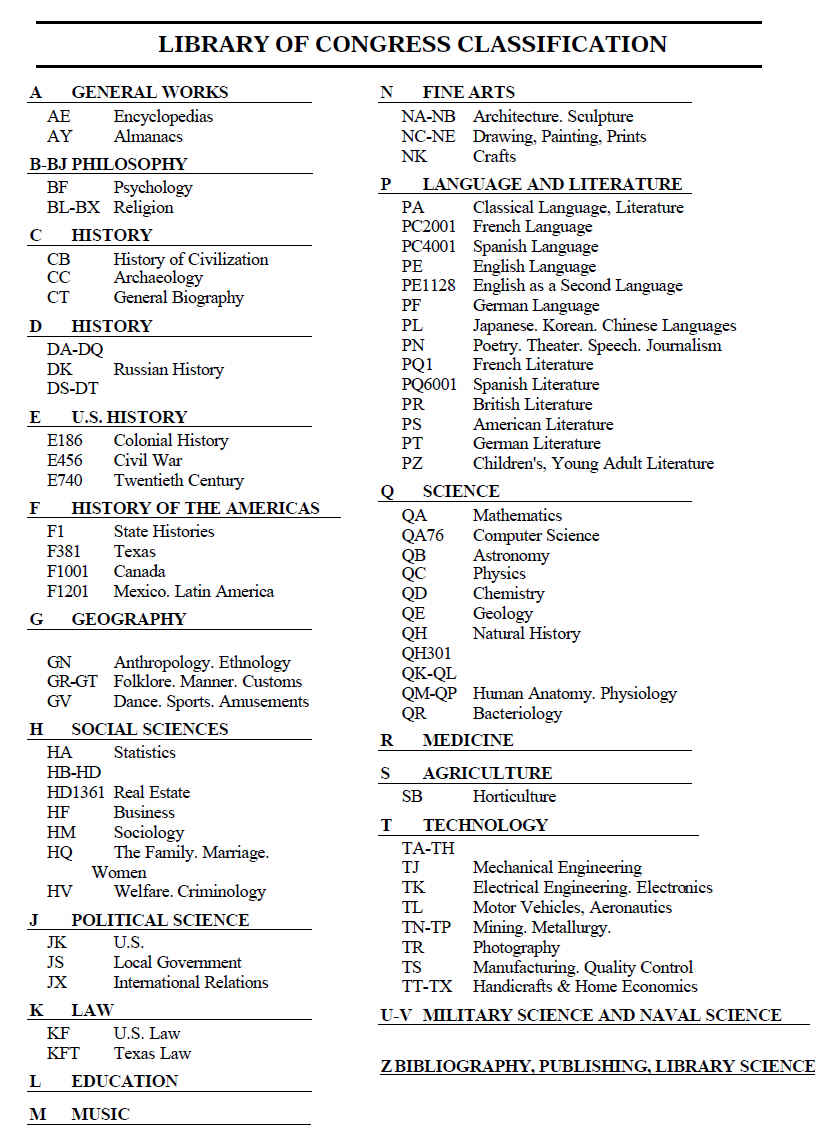 LIBRARY OF CONGRESS CLASSIFICATION
A GENERAL WORKS
AE Encyclopedias
AY Almanacs
B-BJ PHILOSOPHY
BF Psychology
BL-BX Religion
C HISTORY
CB History of Civilization
CC Archaeology
CT General Biography
D HISTORY
DA-DQ
DK Russian History
DS-DT
E U.S. HISTORY
E186 Colonial History
E456 Civil War
E740 Twentieth Century
F HISTORY OF THE AMERICAS
F1 State Histories
F381 Texas
F1001 Canada
F1201 Mexico. Latin America
G GEOGRAPHY
GN Anthropology. Ethnology
GR-GT Folklore. Manner. Customs
GV Dance. Sports. Amusements
H SOCIAL SCIENCES
HA Statistics
HB-HD
HD1361 Real Estate
HF Business
HM Sociology
HQ The Family. Marriage.
Women
HV Welfare. Criminology
J POLITICAL SCIENCE
JK U.S.
JS Local Government
JX International Relations
K LAW
KF U.S. Law
KFT Texas Law
L EDUCATION
M MUSIC
N FINE ARTS
NA-NB Architecture. Sculpture
NC-NE Drawing, Painting, Prints
NK Crafts
P LANGUAGE AND LITERATURE
PA Classical Language, Literature
PC2001 French Language
PC4001 Spanish Language
PE English Language
PE1128 English as a Second Language
PF German Language
PL Japanese. Korean. Chinese Languages
PN Poetry. Theater. Speech. Journalism
PQ1 French Literature
PQ6001 Spanish Literature
PR British Literature
PS American Literature
PT German Literature
PZ Children's, Young Adult Literature
Q SCIENCE
QA Mathematics
QA76 Computer Science
QB Astronomy
QC Physics
QD Chemistry
QE Geology
QH Natural History
QH301
QK-QL
QM-QP Human Anatomy. Physiology
QR Bacteriology
R MEDICINE
S AGRICULTURE
SB Horticulture
T TECHNOLOGY
TA-TH
TJ Mechanical Engineering
TK Electrical Engineering. Electronics
TL Motor Vehicles, Aeronautics
TN-TP Mining. Metallurgy.
TR Photography
TS Manufacturing. Quality Control
TT-TX Handicrafts & Home Economics
U-V MILITARY SCIENCE AND NAVAL SCIENCE
Z BIBLIOGRAPHY, PUBLISHING, LIBRARY SCIENCE